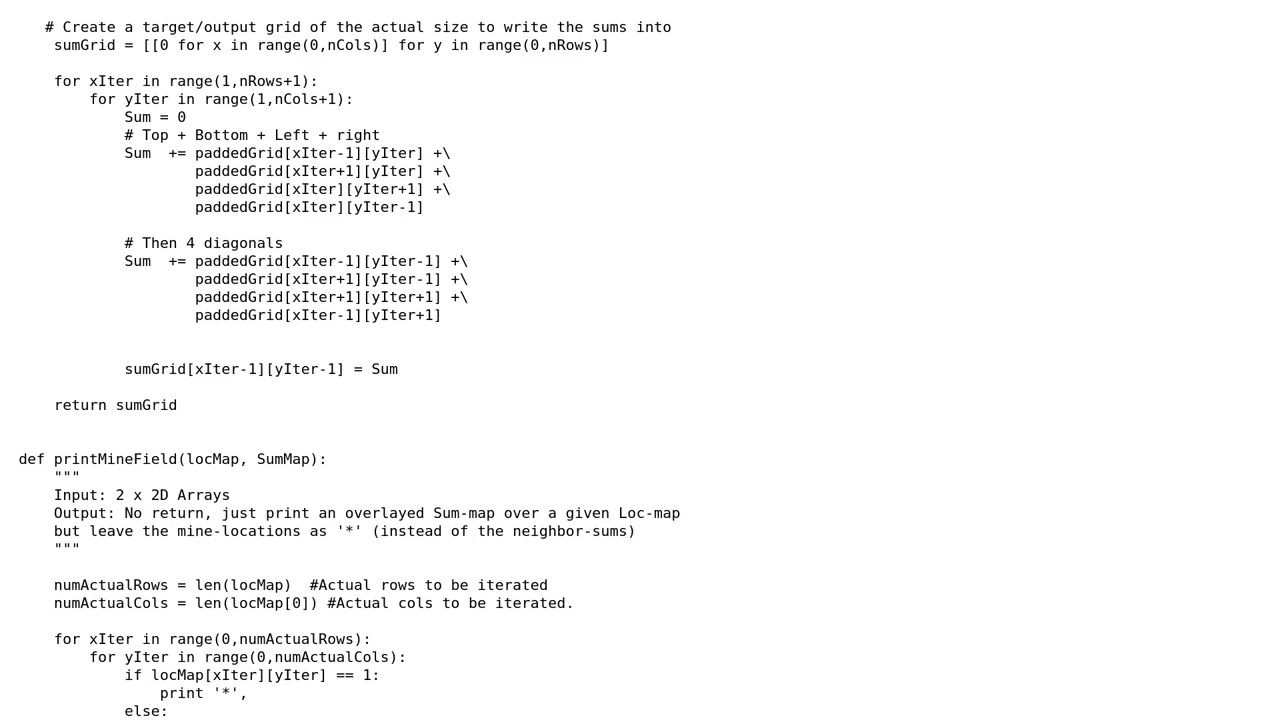 # Create a target/output grid of the actual size to write the sums into
sumGrid = [[0 for x in range(0,nCols)] for y in range(0,nRows)]
for xIter in range(1,nRows+1):
for yIter in range(1,nCols+1):
Sum = 0
# Top + Bottom + Left + right
Sum  += paddedGrid[xIter-1][yIter] +\
paddedGrid[xIter+1][yIter] +\
paddedGrid[xIter][yIter+1] +\
paddedGrid[xIter][yIter-1]
# Then 4 diagonals
Sum  += paddedGrid[xIter-1][yIter-1] +\
paddedGrid[xIter+1][yIter-1] +\
paddedGrid[xIter+1][yIter+1] +\
paddedGrid[xIter-1][yIter+1]
sumGrid[xIter-1][yIter-1] = Sum
return sumGrid
def printMineField(locMap, SumMap):
"""
Input: 2 x 2D Arrays
Output: No return, just print an overlayed Sum-map over a given Loc-map
but leave the mine-locations as '*' (instead of the neighbor-sums)
"""
numActualRows = len(locMap)  #Actual rows to be iterated
numActualCols = len(locMap[0]) #Actual cols to be iterated.
for xIter in range(0,numActualRows):
for yIter in range(0,numActualCols):
if locMap[xIter][yIter] == 1:
print '*',
else: